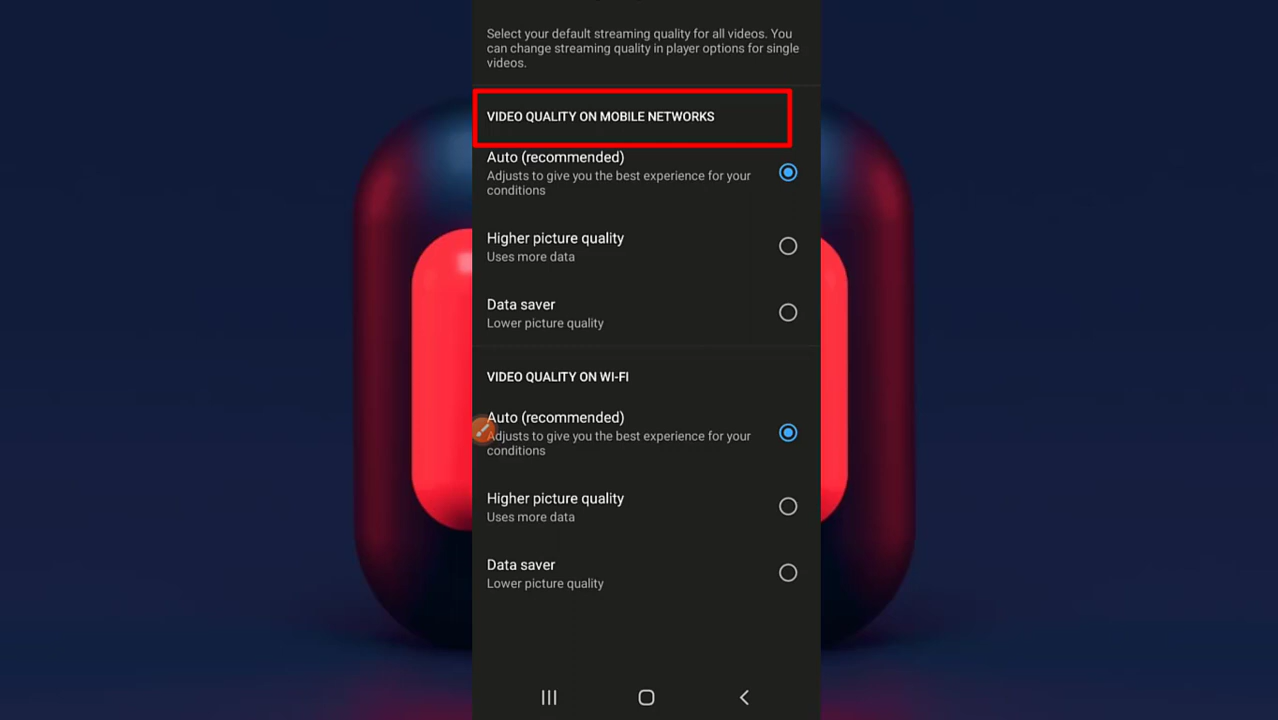 Select your default streaming quality for all videos. You
can change streaming quality in player options for single
videos.
VIDEO QUALITY ON MOBILE NETWORKS
Auto (recommended)
Adjusts to give you the best experience for your
conditions
Higher picture quality
Uses more data
Data saver
Lower picture quality
VIDEO QUALITY ON WI-FI
Auto (recommended)
Adjusts to give you the best experience for your
conditions
Higher picture quality
Uses more data
Data saver
Lower picture quality